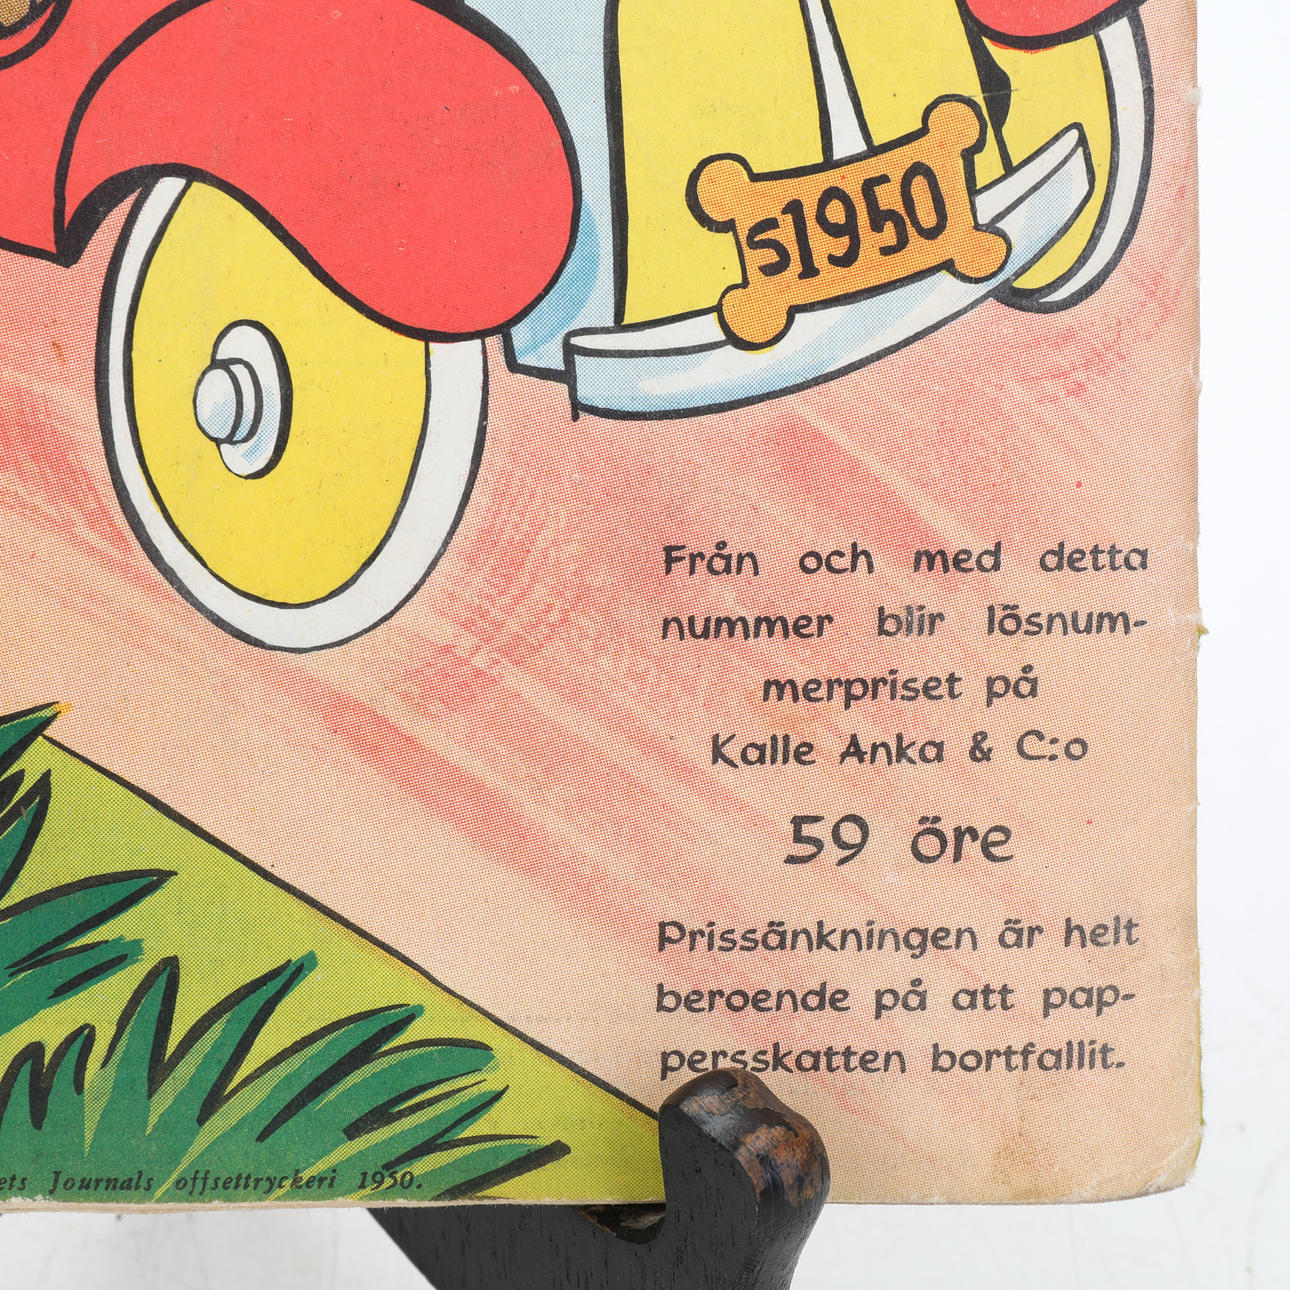 S1950
Från och med detta
nummer blir lösnum-
merpriset på
Kalle Anka & C:o
59 öre
Prissänkningen är helt
beroende på att pap-
persskatten bortfallit.
Journals offsettryckeri 1950.